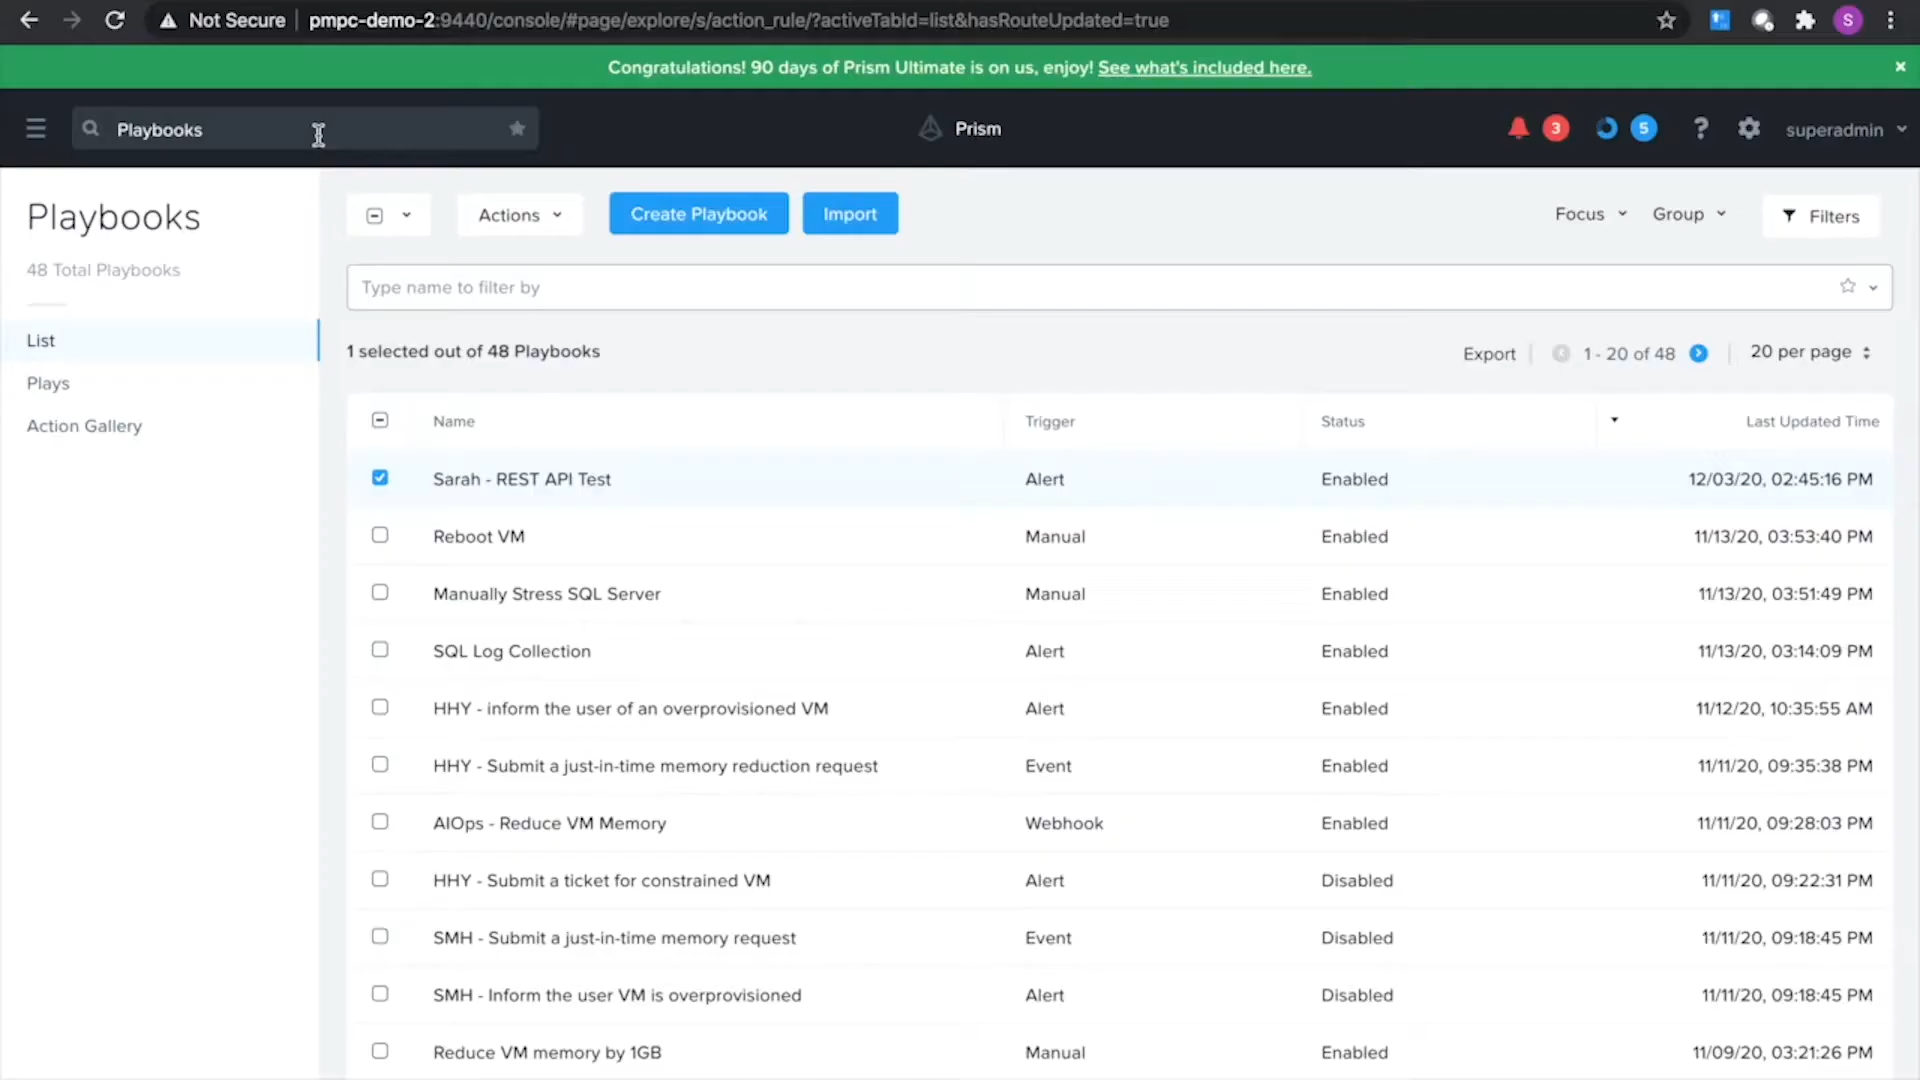 Not Secure pmpc-demo-2:9440/console/#page/explore/s/action_rule/?activeTabId=list&hasRouteUpdated=true S
Congratulations! 90 days of Prism Ultimate is on us, enjoy! See what's included here. ×
Playbooks Prism 3 5 ? superadmin
Playbooks
48 Total Playbooks
List
Plays
Action Gallery
Actions Create Playbook Import Focus Group Filters
Type name to filter by
1 selected out of 48 Playbooks Export 1 - 20 of 48 20 per page
Name Trigger Status Last Updated Time
Sarah - REST API Test Alert Enabled 12/03/20, 02:45:16 PM
Reboot VM Manual Enabled 11/13/20, 03:53:40 PM
Manually Stress SQL Server Manual Enabled 11/13/20, 03:51:49 PM
SQL Log Collection Alert Enabled 11/13/20, 03:14:09 PM
HHY - inform the user of an overprovisioned VM Alert Enabled 11/12/20, 10:35:55 AM
HHY - Submit a just-in-time memory reduction request Event Enabled 11/11/20, 09:35:38 PM
AIOps - Reduce VM Memory Webhook Enabled 11/11/20, 09:28:03 PM
HHY - Submit a ticket for constrained VM Alert Disabled 11/11/20, 09:22:31 PM
SMH - Submit a just-in-time memory request Event Disabled 11/11/20, 09:18:45 PM
SMH - Inform the user VM is overprovisioned Alert Disabled 11/11/20, 09:18:45 PM
Reduce VM memory by 1GB Manual Enabled 11/09/20, 03:21:26 PM